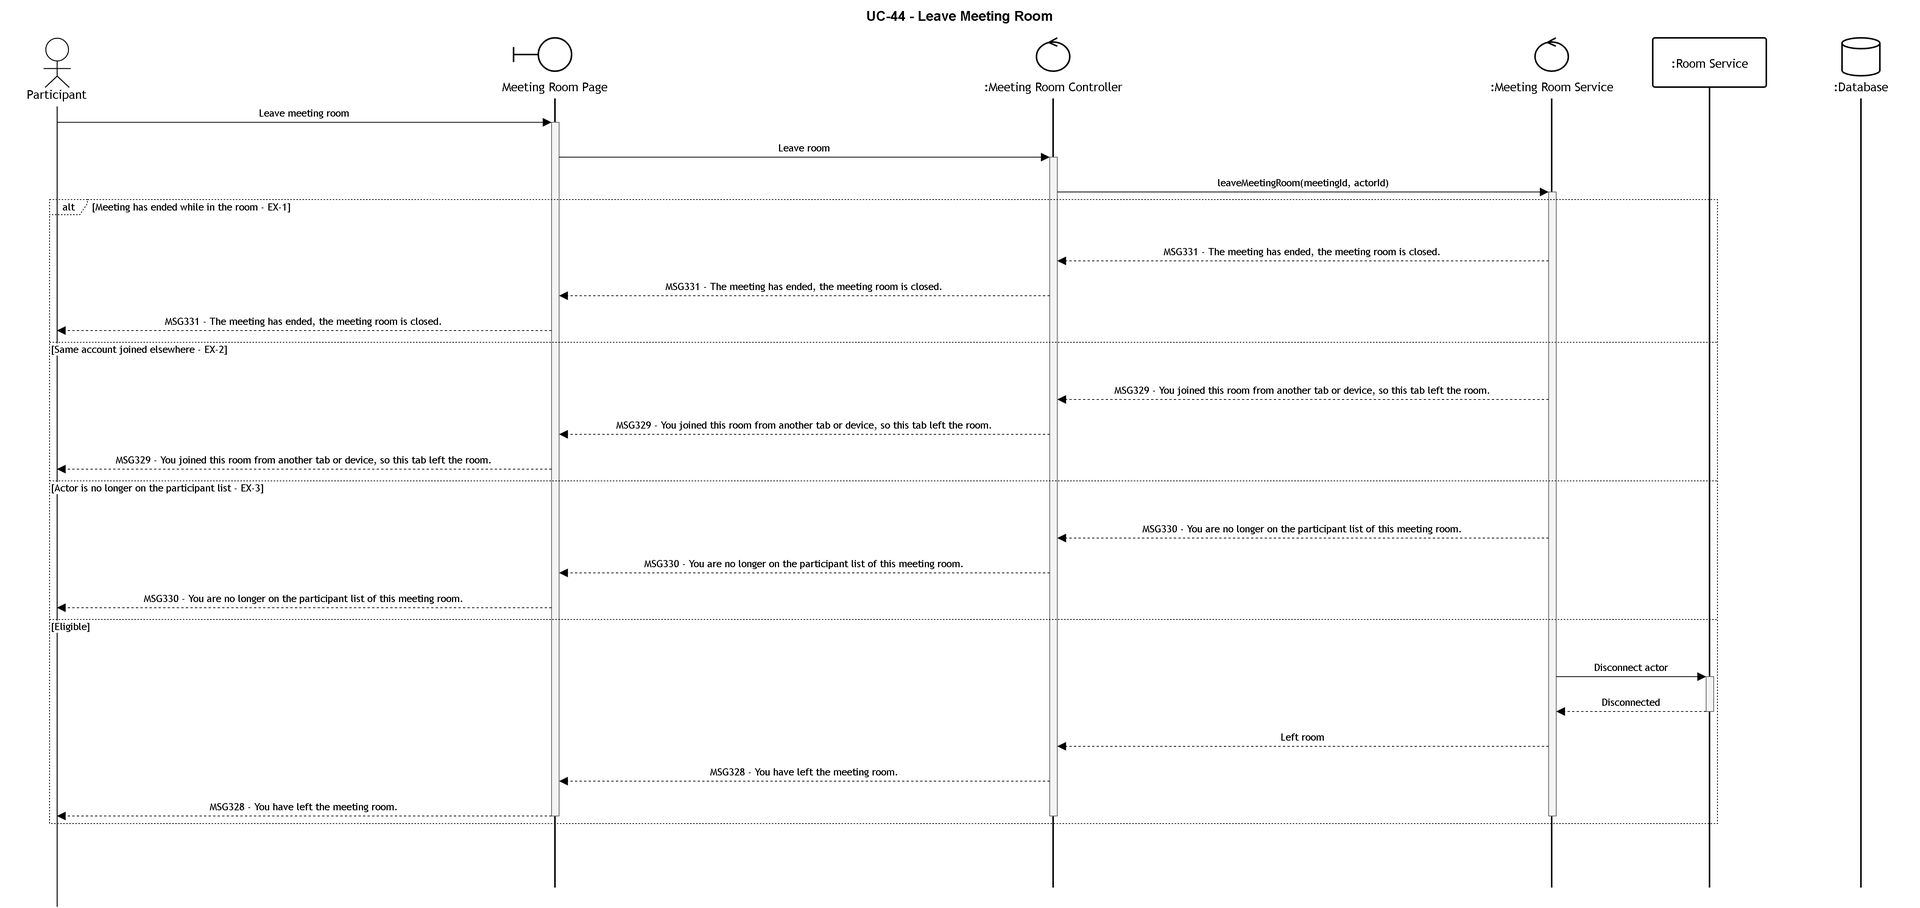 UC-44 - Leave Meeting Room
Participant
Meeting Room Page
:Meeting Room Controller
:Meeting Room Service
:Room Service
:Database
Leave meeting room
Leave room
leaveMeetingRoom(meetingId, actorId)
alt [Meeting has ended while in the room - EX-1]
MSG331 - The meeting has ended, the meeting room is closed.
MSG331 - The meeting has ended, the meeting room is closed.
MSG331 - The meeting has ended, the meeting room is closed.
[Same account joined elsewhere - EX-2]
MSG329 - You joined this room from another tab or device, so this tab left the room.
MSG329 - You joined this room from another tab or device, so this tab left the room.
MSG329 - You joined this room from another tab or device, so this tab left the room.
[Actor is no longer on the participant list - EX-3]
MSG330 - You are no longer on the participant list of this meeting room.
MSG330 - You are no longer on the participant list of this meeting room.
MSG330 - You are no longer on the participant list of this meeting room.
[Eligible]
Disconnect actor
Disconnected
Left room
MSG328 - You have left the meeting room.
MSG328 - You have left the meeting room.